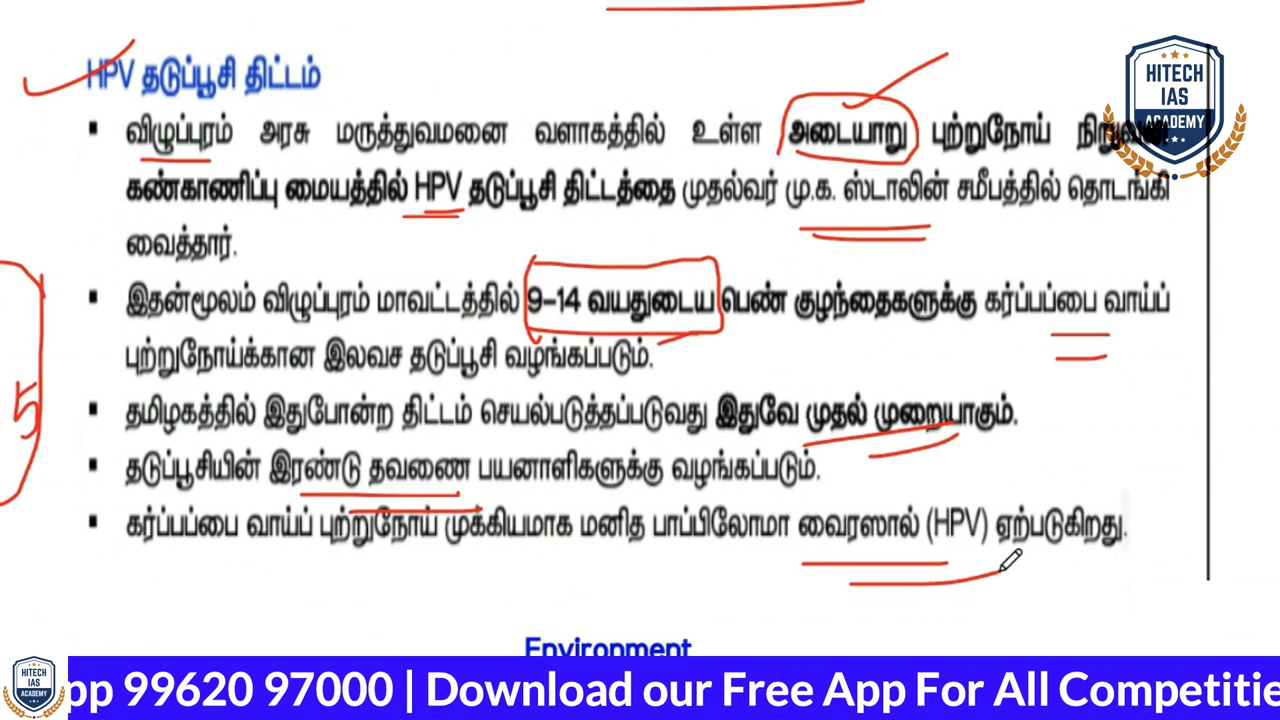 HPV தடுப்பூசி திட்டம்
HITECH
IAS
ACADEMY
▪ விழுப்புரம் அரசு மருத்துவமனை வளாகத்தில் உள்ள அடையாறு புற்றுநோய்
கண்காணிப்பு மையத்தில் HPV தடுப்பூசி திட்டத்தை முதல்வர் மு.க. ஸ்டாலின் சமீபத்தில் தொடங்கி
வைத்தார்.
▪ இதன்மூலம் விழுப்புரம் மாவட்டத்தில் 9–14 வயதுடைய பெண் குழந்தைகளுக்கு கர்ப்பப்பை வாய்ப்
புற்றுநோய்க்கான இலவச தடுப்பூசி வழங்கப்படும்.
▪ தமிழகத்தில் இதுபோன்ற திட்டம் செயல்படுத்தப்படுவது இதுவே முதல் முறையாகும்.
5
▪ தடுப்பூசியின் இரண்டு தவணை பயனாளிகளுக்கு வழங்கப்படும்.
▪ கர்ப்பப்பை வாய்ப் புற்றுநோய் முக்கியமாக மனித பாப்பிலோமா வைரஸால் (HPV) ஏற்படுகிறது.
Environment
HITECH
IAS
ACADEMY
pp 99620 97000 | Download our Free App For All Competitie